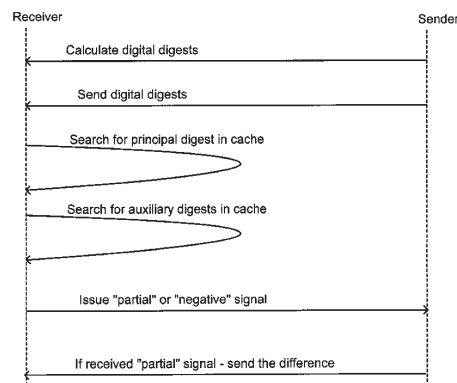 Receiver
Sender
Calculate digital digests
Send digital digests
Search for principal digest in cache
Search for auxiliary digests in cache
Issue "partial" or "negative" signal
If received "partial" signal - send the difference